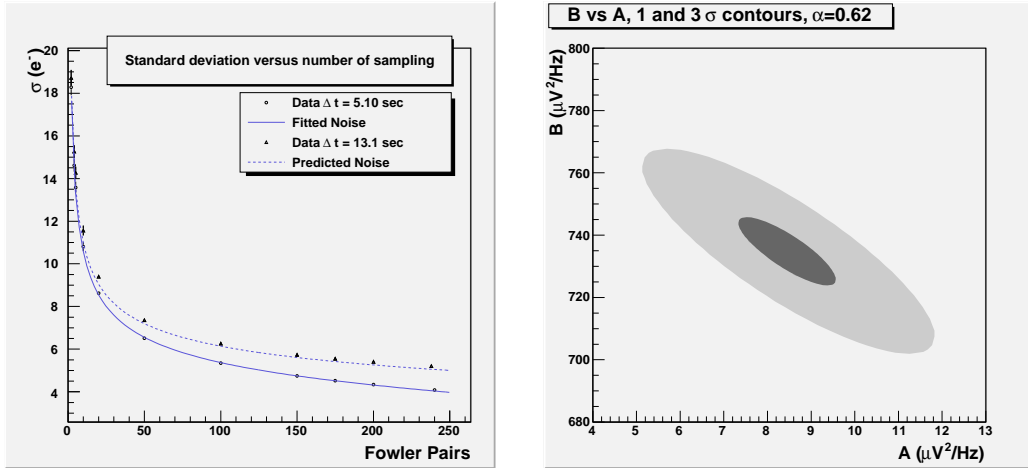 Standard deviation versus number of sampling
Data Δ t = 5.10 sec
Fitted Noise
Data Δ t = 13.1 sec
Predicted Noise
σ (e⁻)
20
18
16
14
12
10
8
6
4
0 50 100 150 200 250
Fowler Pairs
B vs A, 1 and 3 σ contours, α=0.62
B (μV²/Hz)
800
780
760
740
720
700
680
4 5 6 7 8 9 10 11 12 13
A (μV²/Hz)